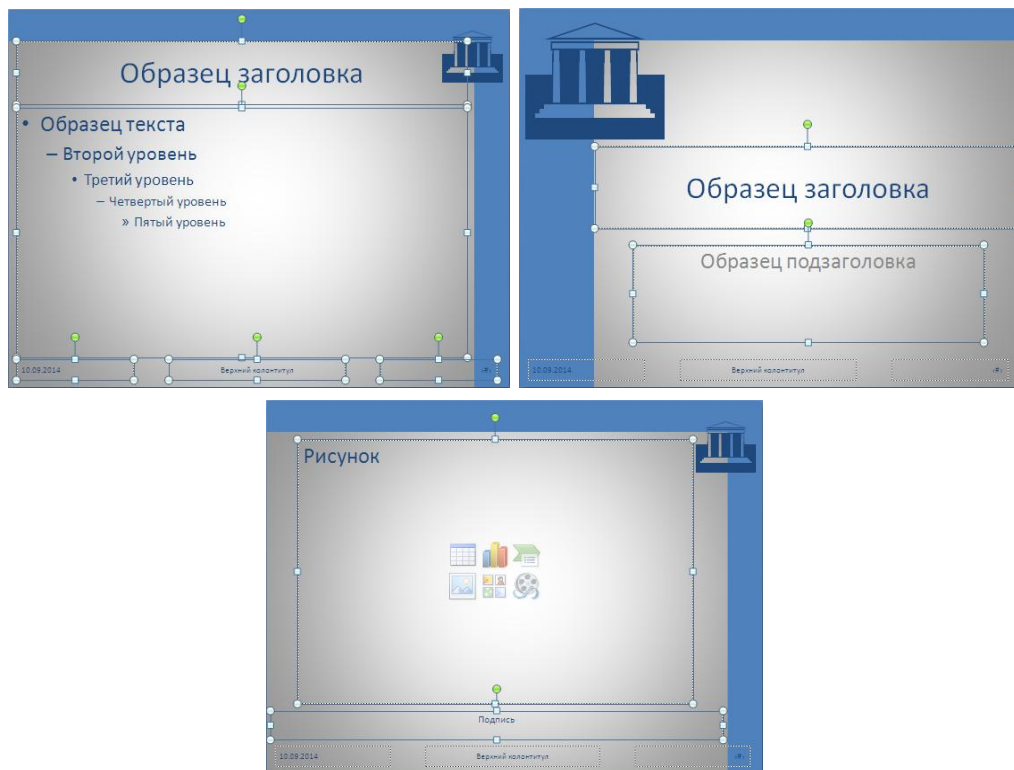 Образец заголовка
• Образец текста
– Второй уровень
• Третий уровень
– Четвертый уровень
» Пятый уровень
10.09.2014 Верхний колонтитул ‹#›
Образец заголовка
Образец подзаголовка
10.09.2014 Верхний колонтитул ‹#›
Рисунок
Подпись
10.09.2014 Верхний колонтитул ‹#›